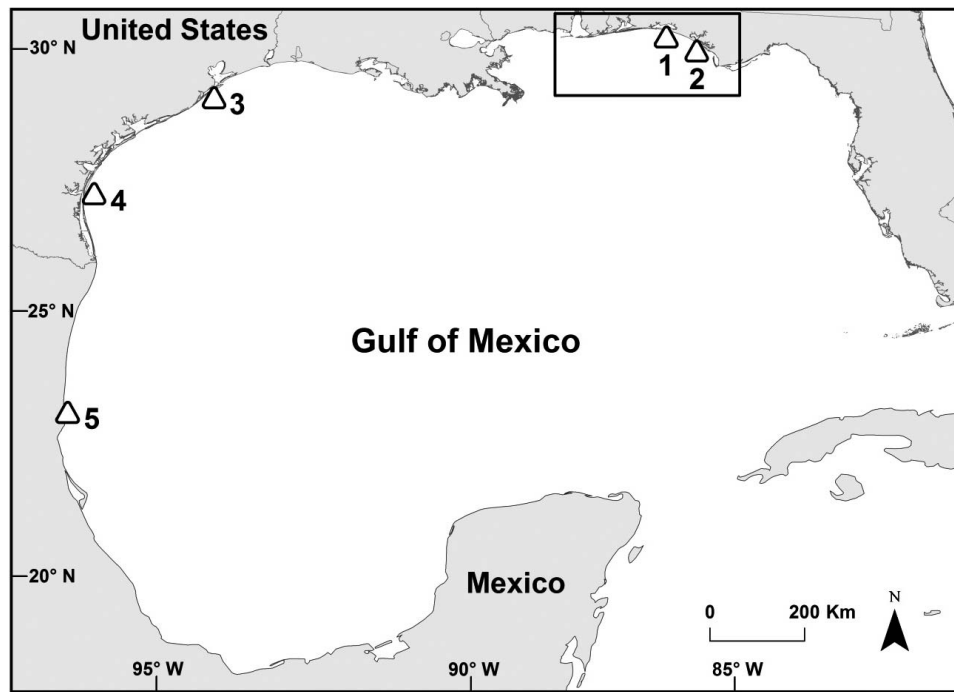 United States
30° N
1
2
3
4
25° N
Gulf of Mexico
5
20° N
Mexico
0 200 Km
N
95° W 90° W 85° W